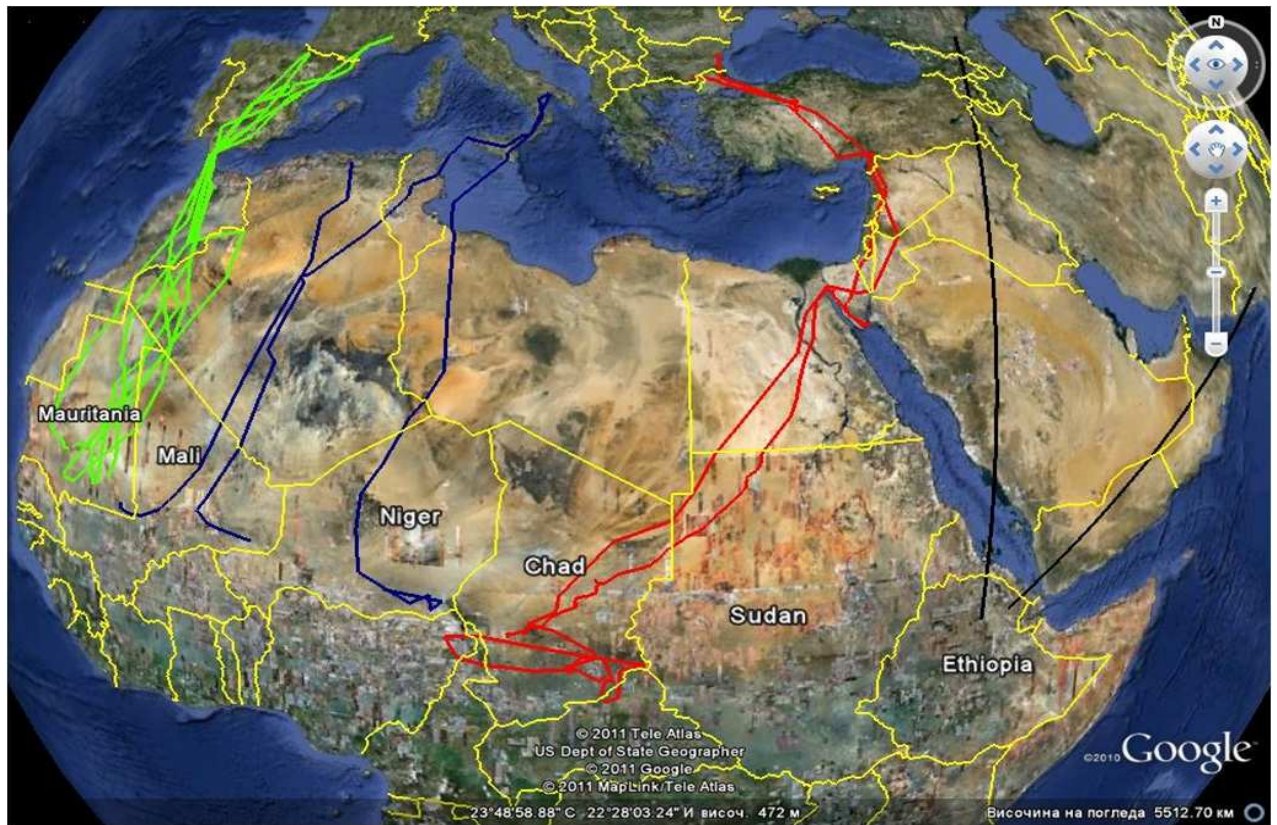 N
Mauritania
Mali
Niger
Chad
Sudan
Ethiopia
© 2011 Tele Atlas
US Dept of State Geographer
© 2011 Google
© 2011 MapLink/Tele Atlas
©2010 Google
23°48'58.88" С 22°28'03.24" И височ. 472 м
Височина на погледа 5512.70 км